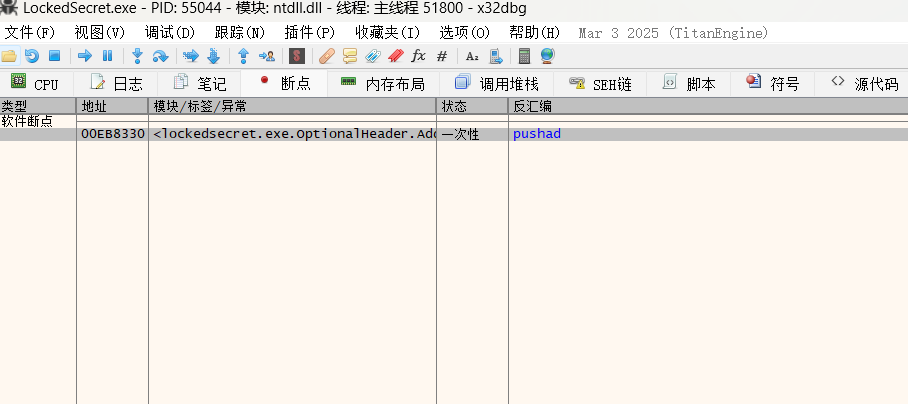 LockedSecret.exe - PID: 55044 - 模块: ntdll.dll - 线程: 主线程 51800 - x32dbg
文件(F) 视图(V) 调试(D) 跟踪(N) 插件(P) 收藏夹(I) 选项(O) 帮助(H) Mar 3 2025 (TitanEngine)
CPU 日志 笔记 断点 内存布局 调用堆栈 SEH链 脚本 符号 源代码
类型 地址 模块/标签/异常 状态 反汇编
软件断点
00EB8330 <lockedsecret.exe.OptionalHeader.Add 一次性 pushad